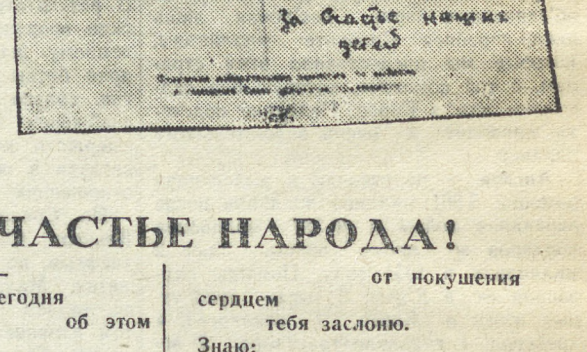 За счастье наших
детей
ЧАСТЬЕ НАРОДА!
егодня
об этом
от покушения
сердцем
тебя заслоню.
Знаю: